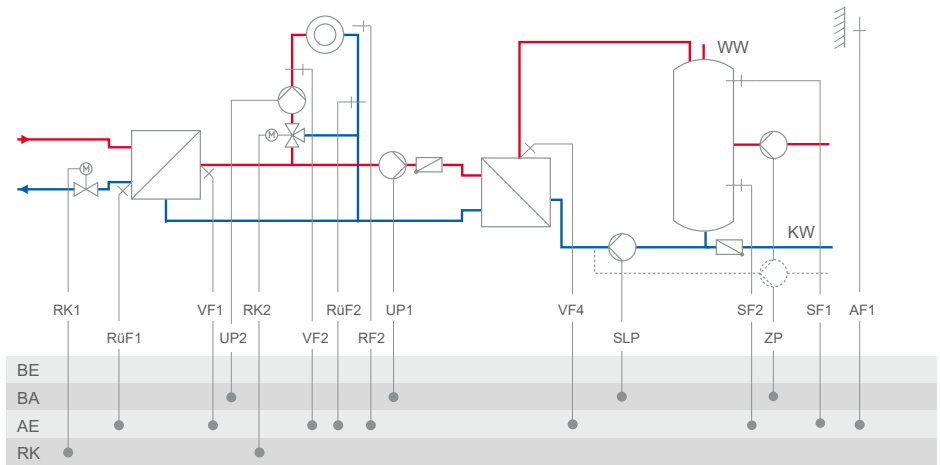 WW
M
M
KW
RK1 VF1 RK2 RüF2 UP1 VF4 SF2 SF1 AF1
RüF1 UP2 VF2 RF2 SLP ZP
BE
BA
AE
RK